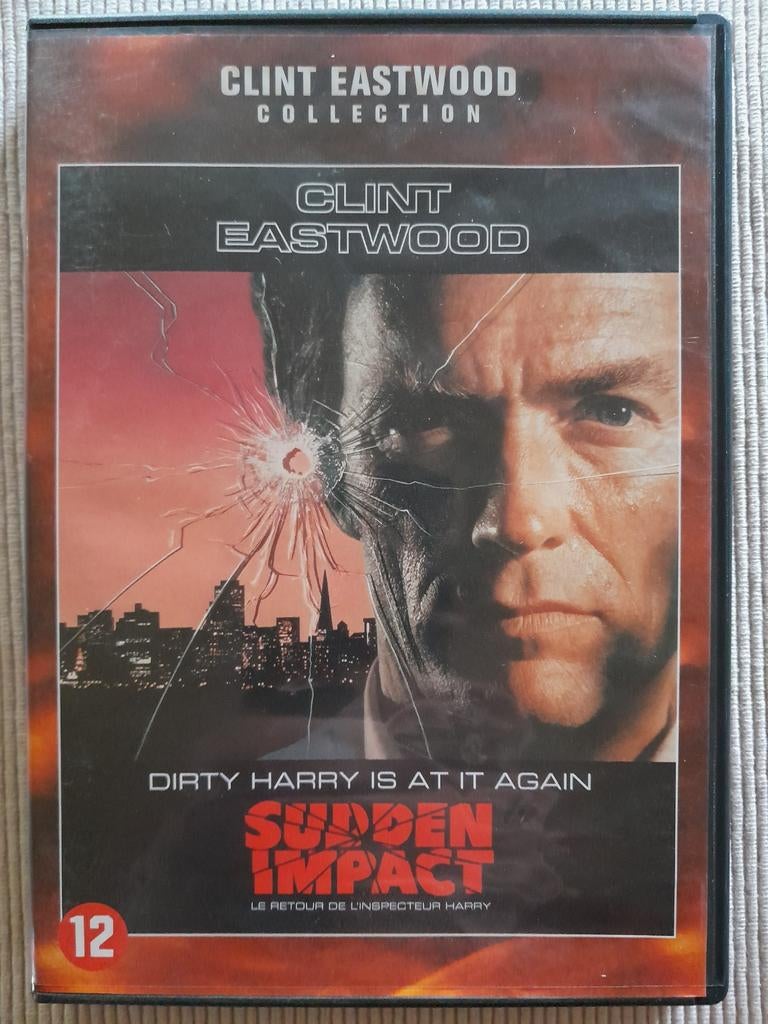 CLINT EASTWOOD
COLLECTION
CLINT
EASTWOOD
DIRTY HARRY IS AT IT AGAIN
SUDDEN
IMPACT
LE RETOUR DE L'INSPECTEUR HARRY
12